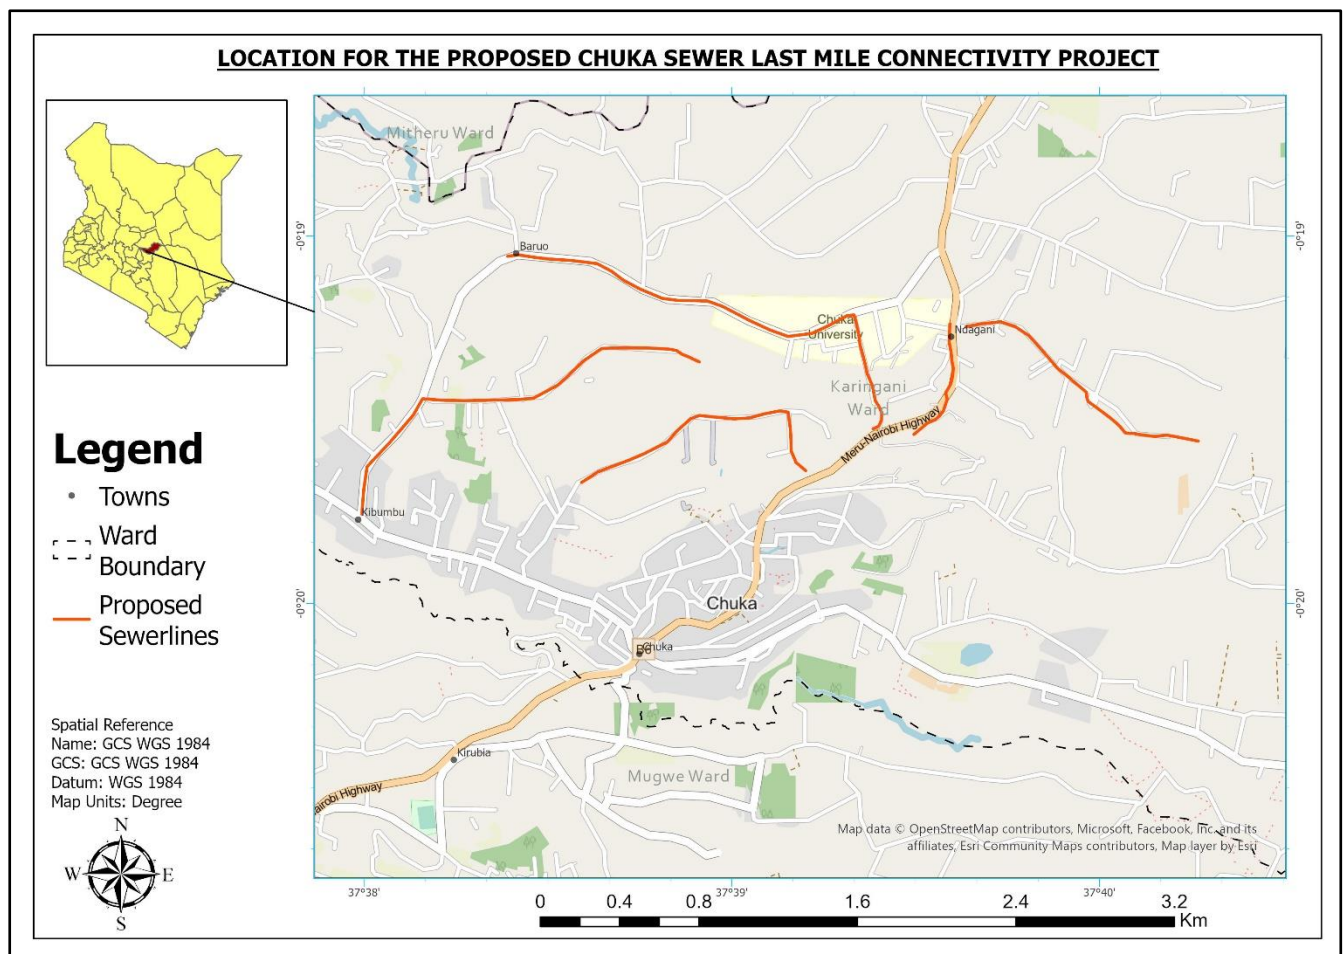 LOCATION FOR THE PROPOSED CHUKA SEWER LAST MILE CONNECTIVITY PROJECT
Mitheru Ward
-0°19'
-0°19'
Baruo
Chuka
University
Ndagani
Karingani
Ward
Meru-Nairobi Highway
Legend
Towns
Ward
Boundary
Proposed
Sewerlines
Kibumbu
-0°20'
-0°20'
Chuka
Chuka
B6
Kirubia
Mugwe Ward
Nairobi Highway
Spatial Reference
Name: GCS WGS 1984
GCS: GCS WGS 1984
Datum: WGS 1984
Map Units: Degree
N
W
E
S
Map data © OpenStreetMap contributors, Microsoft, Facebook, Inc. and its
affiliates, Esri Community Maps contributors, Map layer by Esri
37°38'
37°39'
37°40'
0 0.4 0.8 1.6 2.4 3.2
Km